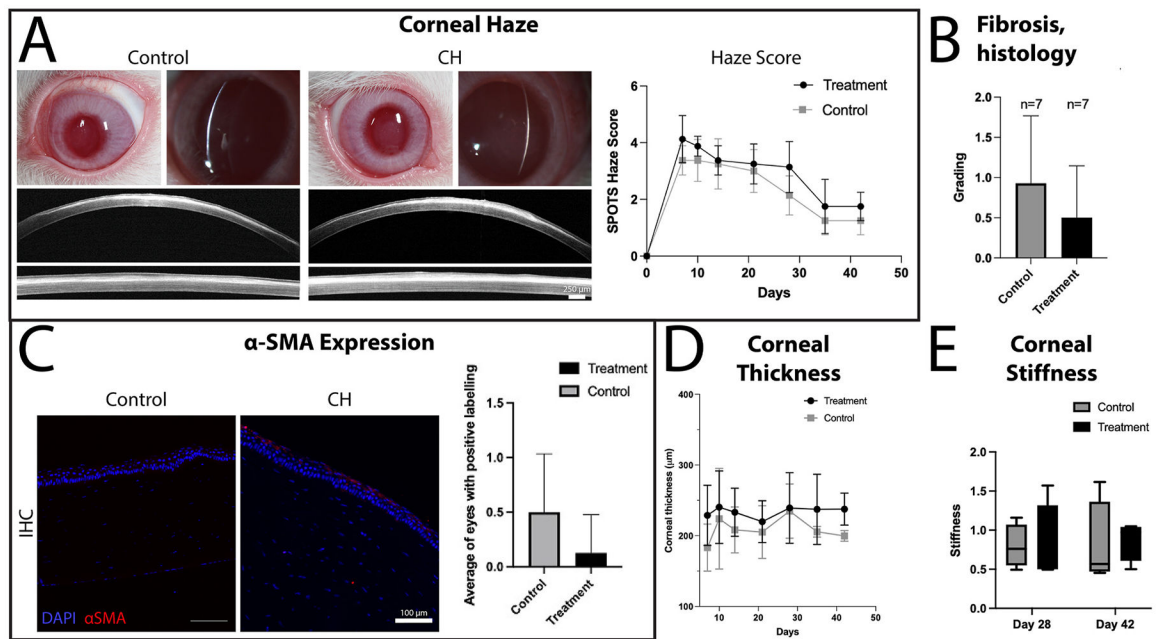 A
Corneal Haze
Control
CH
Haze Score
Treatment
Control
SPOTS Haze Score
6
4
2
0
0
10
20
30
40
50
Days
250 µm
B
Fibrosis,
histology
n=7
n=7
Grading
2.0
1.5
1.0
0.5
0.0
Control
Treatment
C
α-SMA Expression
Control
CH
IHC
DAPI αSMA
100 µm
Treatment
Control
Average of eyes with positive labelling
1.5
1.0
0.5
0.0
Control
Treatment
D
Corneal
Thickness
Treatment
Control
Corneal thickness (µm)
400
300
200
100
0
10
20
30
40
50
Days
E
Corneal
Stiffness
Control
Treatment
Stiffness
2.0
1.5
1.0
0.5
0.0
Day 28
Day 42